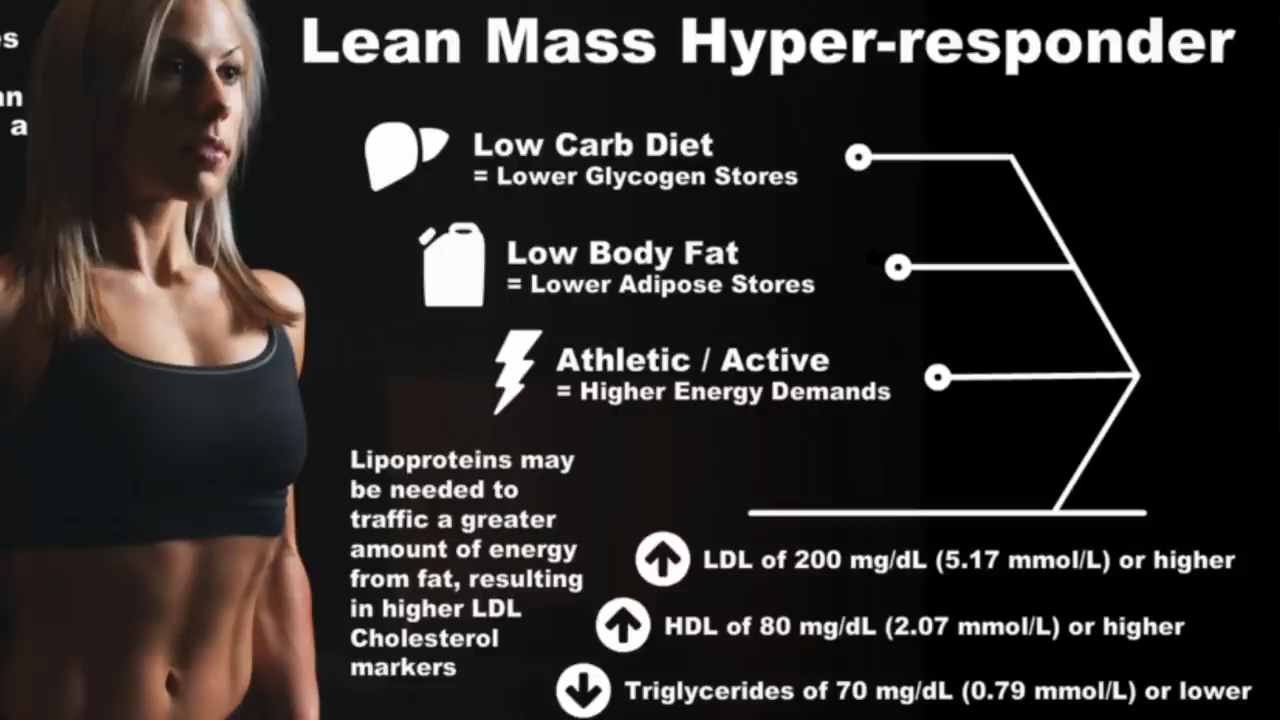 Lean Mass Hyper-responder
an
a
Low Carb Diet
= Lower Glycogen Stores
Low Body Fat
= Lower Adipose Stores
Athletic / Active
= Higher Energy Demands
Lipoproteins may
be needed to
traffic a greater
amount of energy
from fat, resulting
in higher LDL
Cholesterol
markers
LDL of 200 mg/dL (5.17 mmol/L) or higher
HDL of 80 mg/dL (2.07 mmol/L) or higher
Triglycerides of 70 mg/dL (0.79 mmol/L) or lower